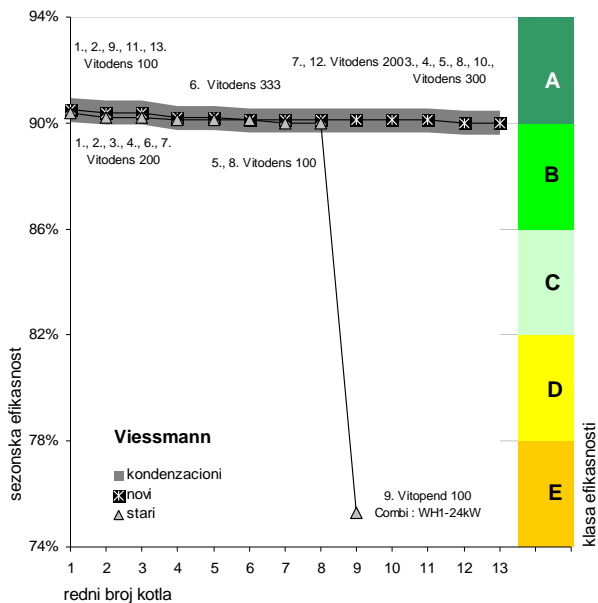 94%
90%
86%
82%
78%
74%
sezonska efikasnost
1., 2., 9., 11., 13.
Vitodens 100
6. Vitodens 333
7., 12. Vitodens 200
3., 4., 5., 8., 10.,
Vitodens 300
1., 2., 3., 4., 6., 7.
Vitodens 200
5., 8. Vitodens 100
9. Vitopend 100
Combi : WH1-24kW
Viessmann
kondenzacioni
novi
stari
A
B
C
D
E
klasa efikasnosti
1 2 3 4 5 6 7 8 9 10 11 12 13
redni broj kotla